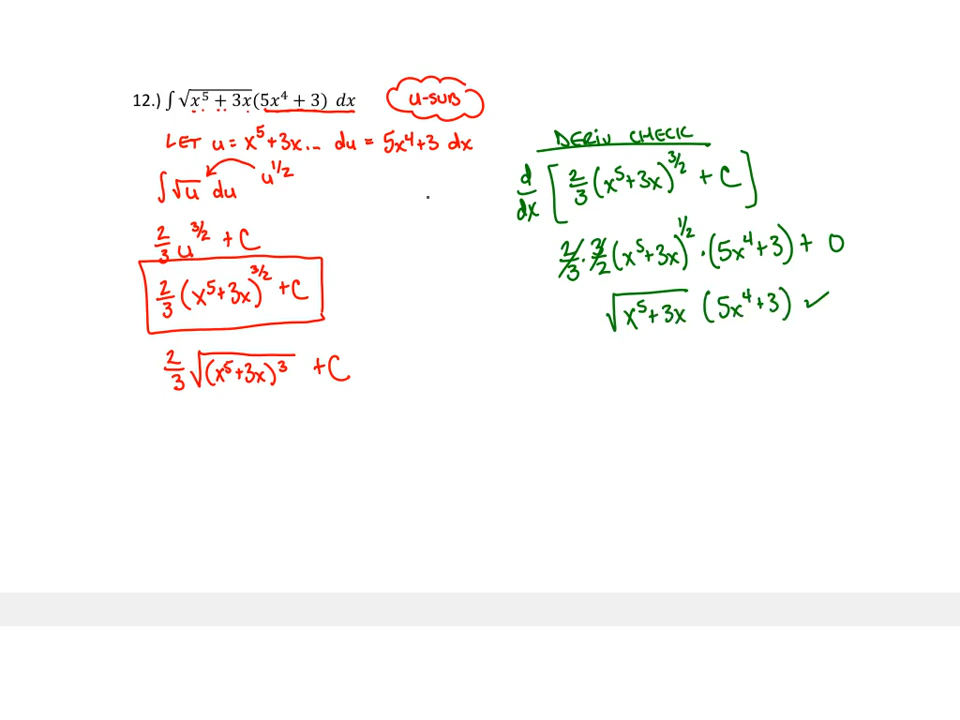 12.) ∫ √(x⁵ + 3x)(5x⁴ + 3) dx
U-SUB
LET u = x⁵+3x... du = 5x⁴+3 dx
∫ √u du u^(1/2)
2/3 u^(3/2) + C
2/3 (x⁵+3x)^(3/2) + C
2/3 √((x⁵+3x)³) + C
DERIV CHECK
d/dx [ 2/3 (x⁵+3x)^(3/2) + C ]
2/3 · 3/2 (x⁵+3x)^(1/2) · (5x⁴+3) + 0
√(x⁵+3x) (5x⁴+3) ✓